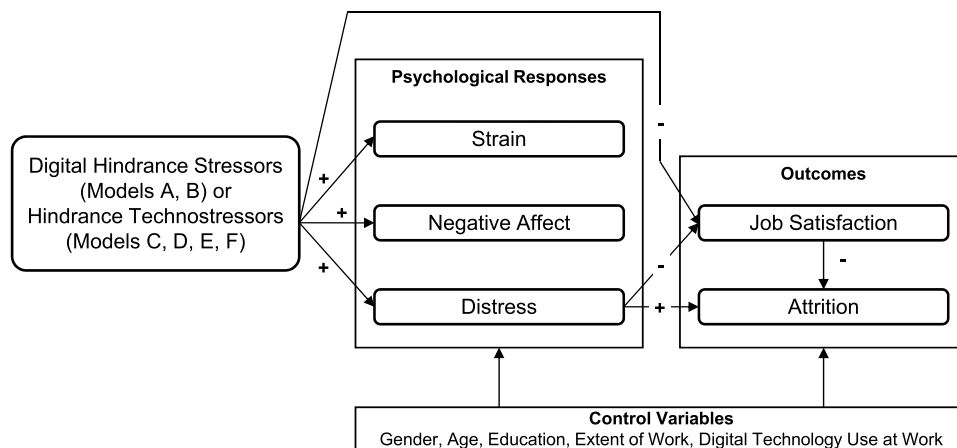 Psychological Responses
Strain
Digital Hindrance Stressors
(Models A, B) or
Hindrance Technostressors
(Models C, D, E, F)
+
+
+
Negative Affect
Distress
-
-
+
Outcomes
Job Satisfaction
-
Attrition
Control Variables
Gender, Age, Education, Extent of Work, Digital Technology Use at Work